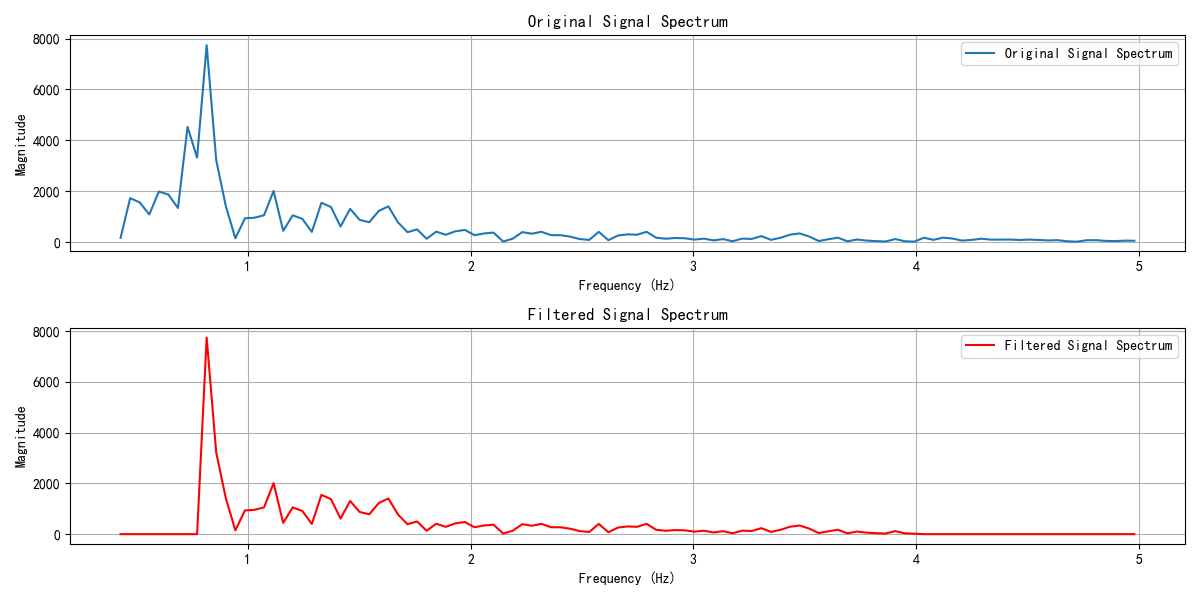 Original Signal Spectrum
8000
6000
4000
2000
0
Magnitude
Original Signal Spectrum
1 2 3 4 5
Frequency (Hz)
Filtered Signal Spectrum
8000
6000
4000
2000
0
Magnitude
Filtered Signal Spectrum
1 2 3 4 5
Frequency (Hz)